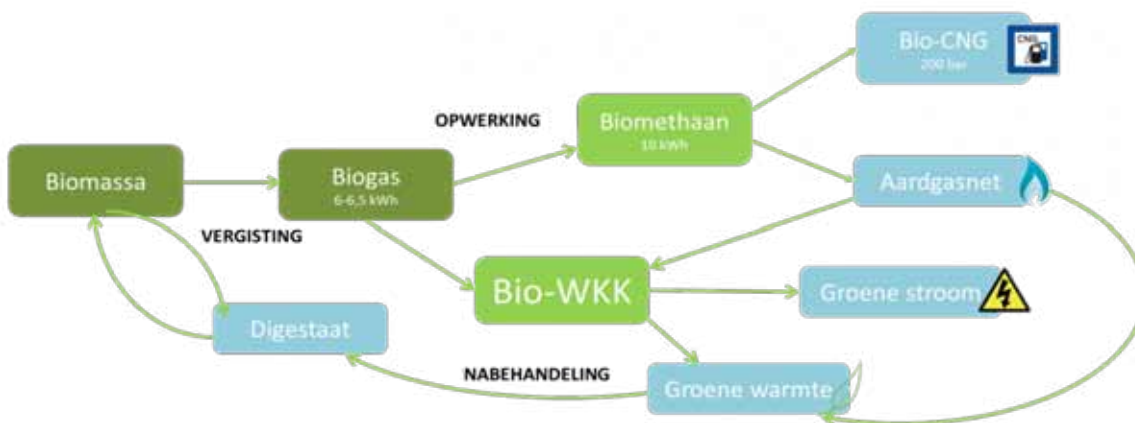 Bio-CNG
200 bar
CNG
OPWERKING
Biomethaan
10 kWh
Biomassa
Biogas
6-6,5 kWh
Aardgasnet
VERGISTING
Bio-WKK
Groene stroom
Digestaat
NABEHANDELING
Groene warmte